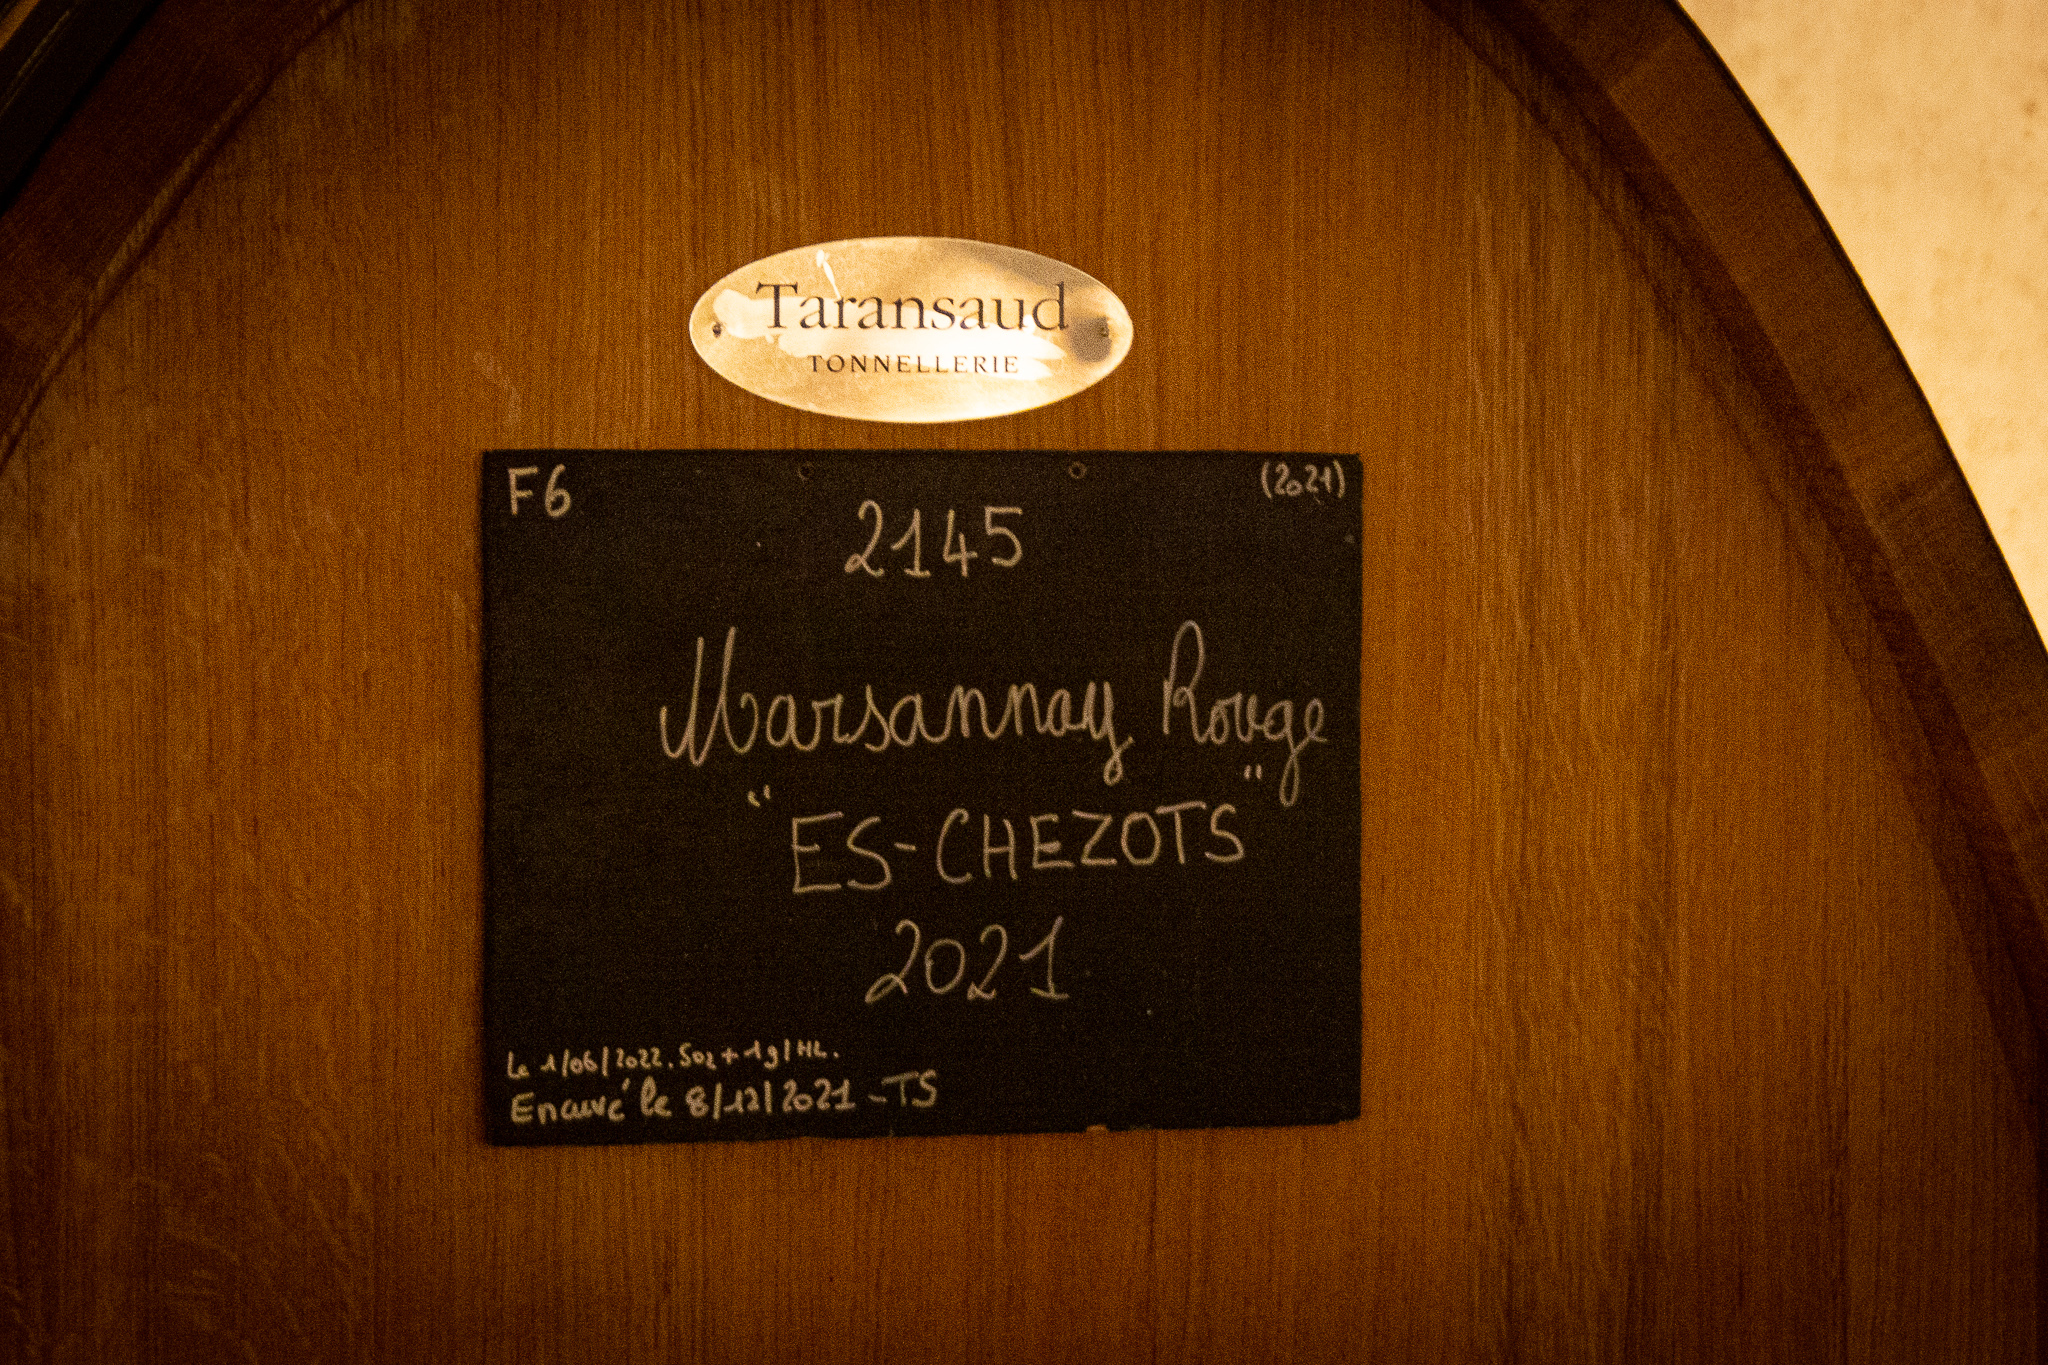 Taransaud
TONNELLERIE
F6
(2021)
2145
Marsannay Rouge
"ES-CHEZOTS"
2021
Le 1/06/2022. SO2 + 1g/HL.
Encuvé le 8/12/2021 - TS